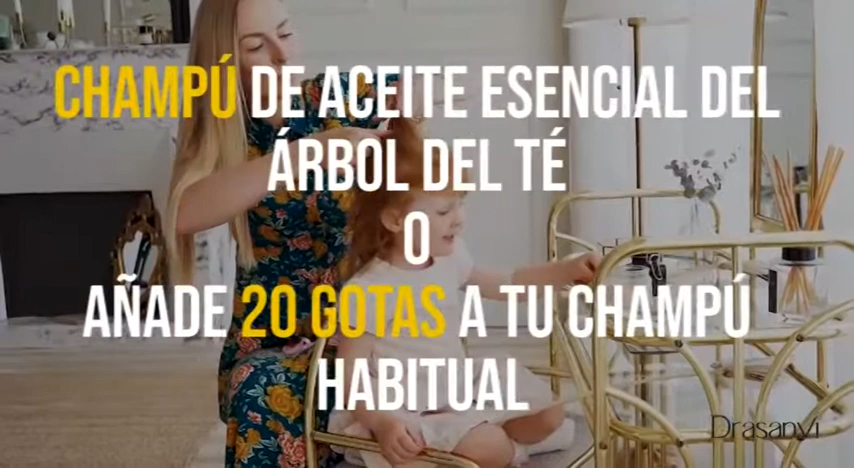 CHAMPÚ DE ACEITE ESENCIAL DEL
ÁRBOL DEL TÉ
O
AÑADE 20 GOTAS A TU CHAMPÚ
HABITUAL
Drasanvi